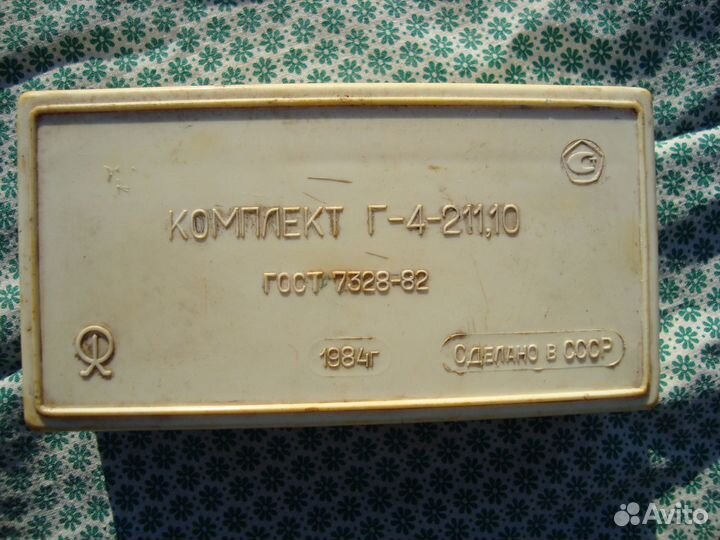 КОМПЛЕКТ Г-4-211,10
ГОСТ 7328-82
1984г
СДЕЛАНО В СССР
Avito